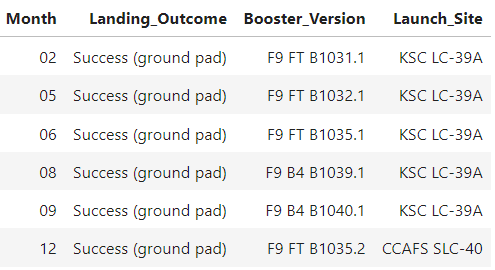 Month Landing_Outcome Booster_Version Launch_Site
02 Success (ground pad) F9 FT B1031.1 KSC LC-39A
05 Success (ground pad) F9 FT B1032.1 KSC LC-39A
06 Success (ground pad) F9 FT B1035.1 KSC LC-39A
08 Success (ground pad) F9 B4 B1039.1 KSC LC-39A
09 Success (ground pad) F9 B4 B1040.1 KSC LC-39A
12 Success (ground pad) F9 FT B1035.2 CCAFS SLC-40